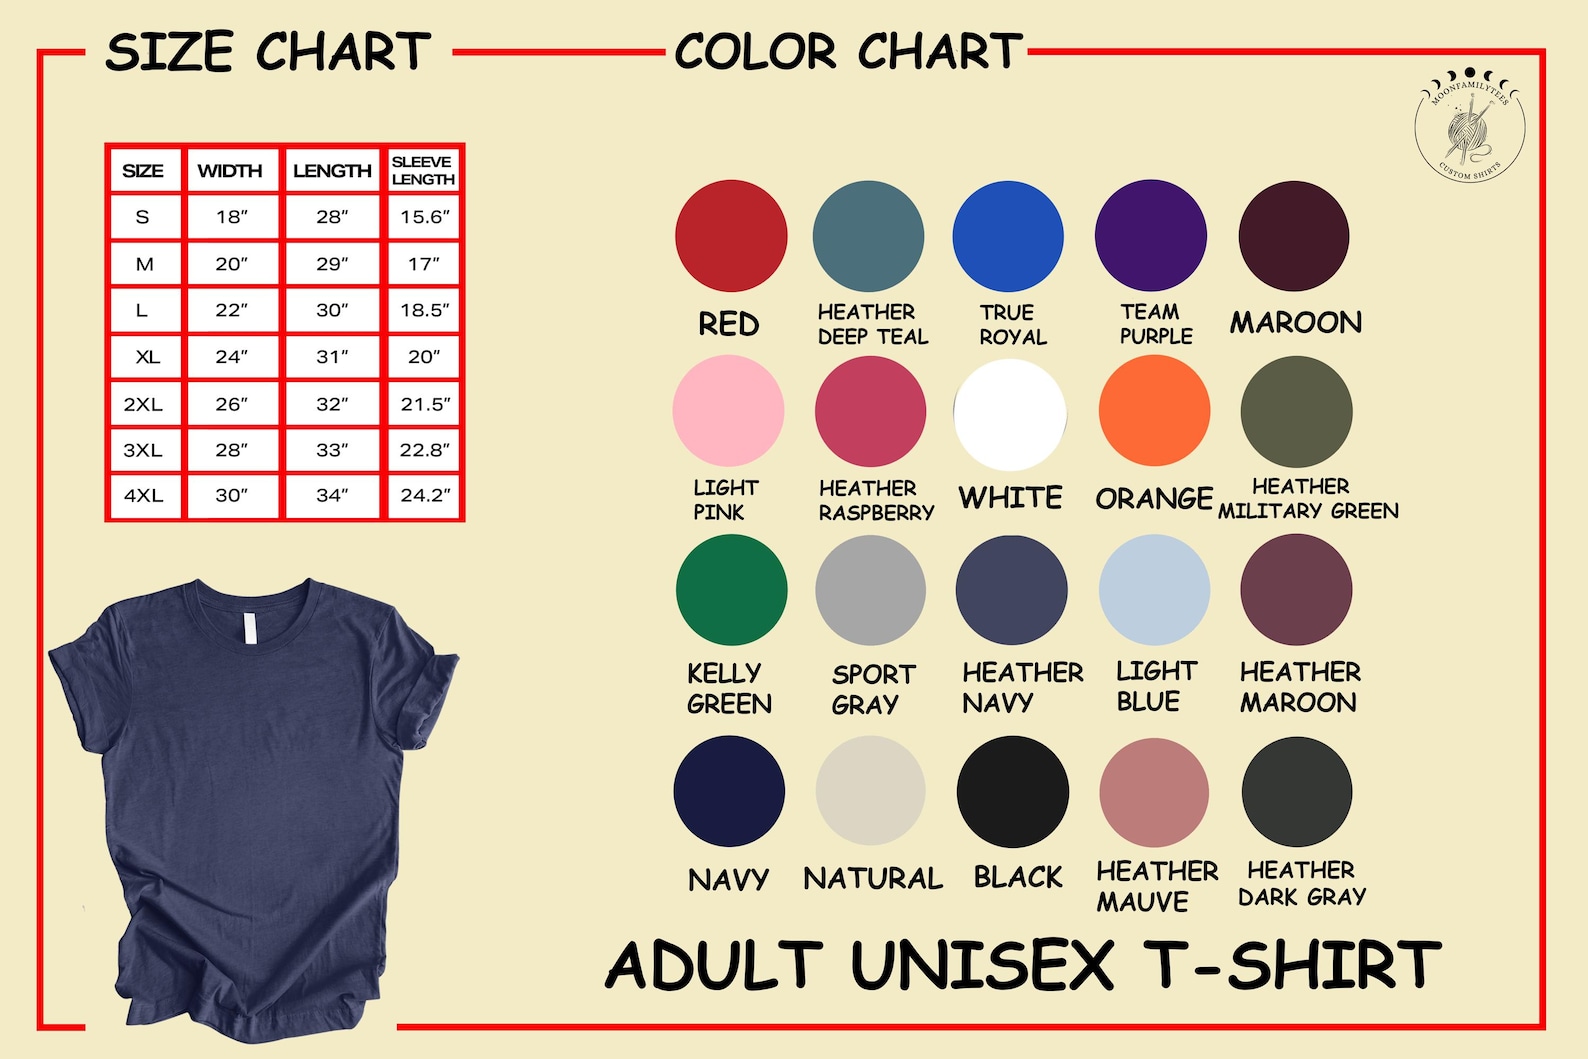 SIZE CHART
COLOR CHART
MOONFAMILYTEES
CUSTOM SHIRTS
SIZE WIDTH LENGTH SLEEVE LENGTH
S 18" 28" 15.6"
M 20" 29" 17"
L 22" 30" 18.5"
XL 24" 31" 20"
2XL 26" 32" 21.5"
3XL 28" 33" 22.8"
4XL 30" 34" 24.2"
RED
HEATHER
DEEP TEAL
TRUE
ROYAL
TEAM
PURPLE
MAROON
LIGHT
PINK
HEATHER
RASPBERRY
WHITE
ORANGE
HEATHER
MILITARY GREEN
KELLY
GREEN
SPORT
GRAY
HEATHER
NAVY
LIGHT
BLUE
HEATHER
MAROON
NAVY
NATURAL
BLACK
HEATHER
MAUVE
HEATHER
DARK GRAY
ADULT UNISEX T-SHIRT